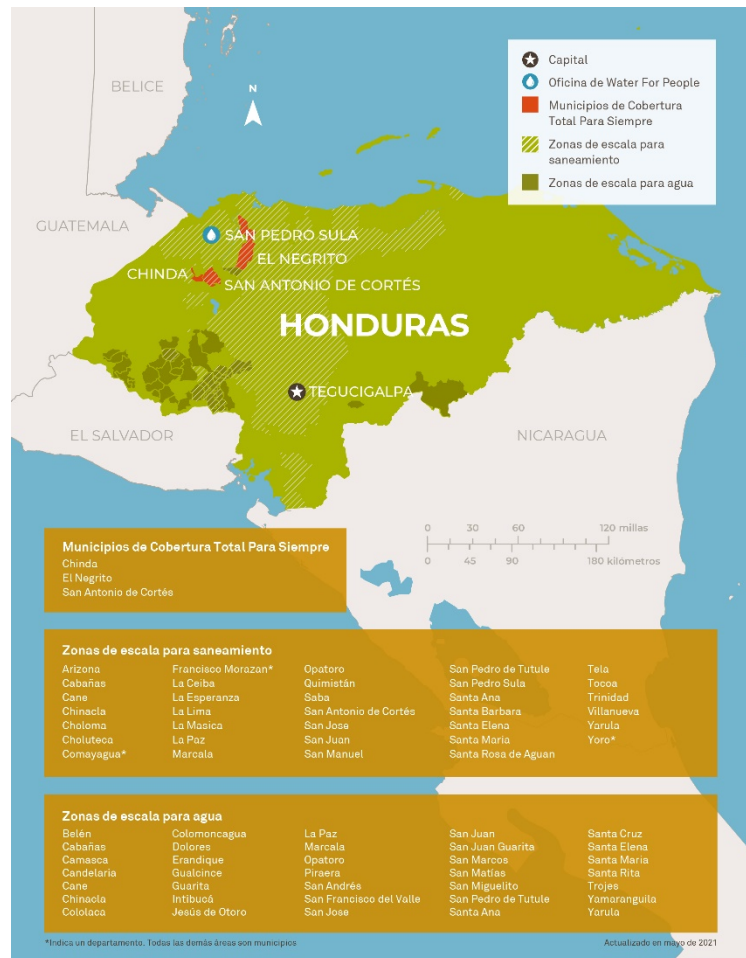 Capital
Oficina de Water For People
Municipios de Cobertura
Total Para Siempre
Zonas de escala para
saneamiento
Zonas de escala para agua
BELICE
N
GUATEMALA
SAN PEDRO SULA
EL NEGRITO
CHINDA
SAN ANTONIO DE CORTÉS
HONDURAS
TEGUCIGALPA
EL SALVADOR
NICARAGUA
0 30 60 120 millas
0 45 90 180 kilómetros
Municipios de Cobertura Total Para Siempre
Chinda
El Negrito
San Antonio de Cortés
Zonas de escala para saneamiento
Arizona
Cabañas
Cane
Chinacla
Choloma
Choluteca
Comayagua*
Francisco Morazan*
La Ceiba
La Esperanza
La Lima
La Masica
La Paz
Marcala
Opatoro
Quimistán
Saba
San Antonio de Cortés
San Jose
San Juan
San Manuel
San Pedro de Tutule
San Pedro Sula
Santa Ana
Santa Barbara
Santa Elena
Santa Maria
Santa Rosa de Aguan
Tela
Tocoa
Trinidad
Villanueva
Yarula
Yoro*
Zonas de escala para agua
Belén
Cabañas
Camasca
Candelaria
Cane
Chinacla
Cololaca
Colomoncagua
Dolores
Erandique
Gualcince
Guarita
Intibucá
Jesús de Otoro
La Paz
Marcala
Opatoro
Piraera
San Andrés
San Francisco del Valle
San Jose
San Juan
San Juan Guarita
San Marcos
San Matías
San Miguelito
San Pedro de Tutule
Santa Ana
Santa Cruz
Santa Elena
Santa Maria
Santa Rita
Trojes
Yamaranguila
Yarula
*Indica un departamento. Todas las demás áreas son municipios
Actualizado en mayo de 2021